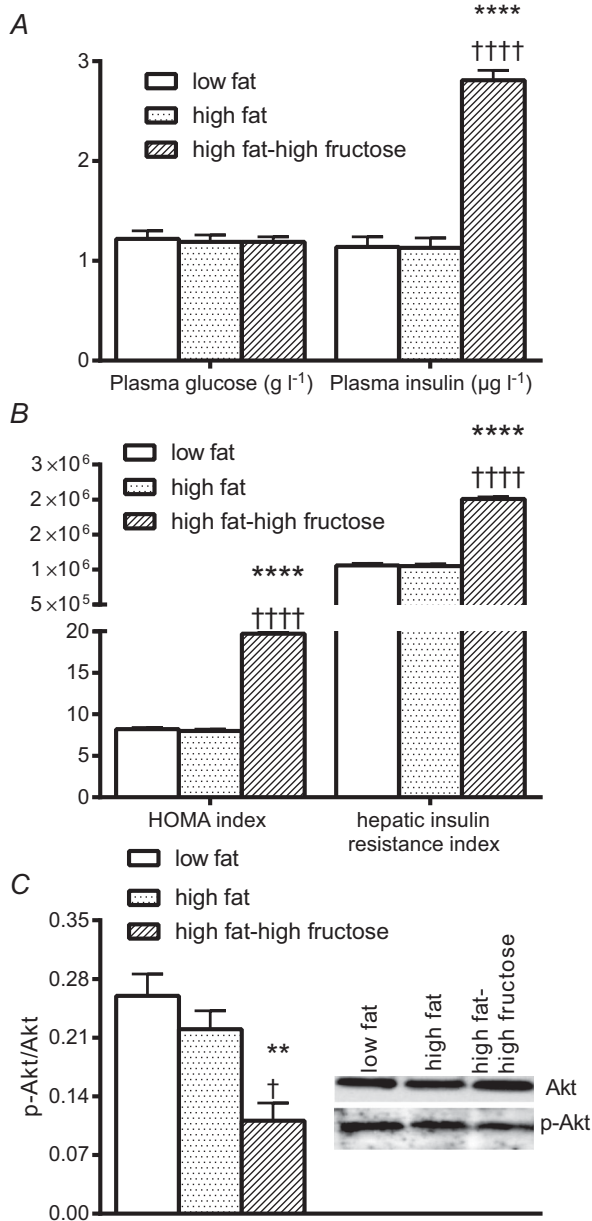 A
****
††††
3
low fat
high fat
2
high fat-high fructose
1
0
Plasma glucose (g l-1) Plasma insulin (µg l-1)
B
****
low fat
3×10⁶
††††
high fat
2×10⁶
high fat-high fructose
2×10⁶
****
1×10⁶
5×10⁵
††††
20
15
10
5
0
HOMA index
hepatic insulin
resistance index
low fat
C
high fat
0.35
high fat-high fructose
0.28
0.21
**
†
0.14
0.07
0.00
p-Akt/Akt
low fat
high fat
high fat-
high fructose
Akt
p-Akt